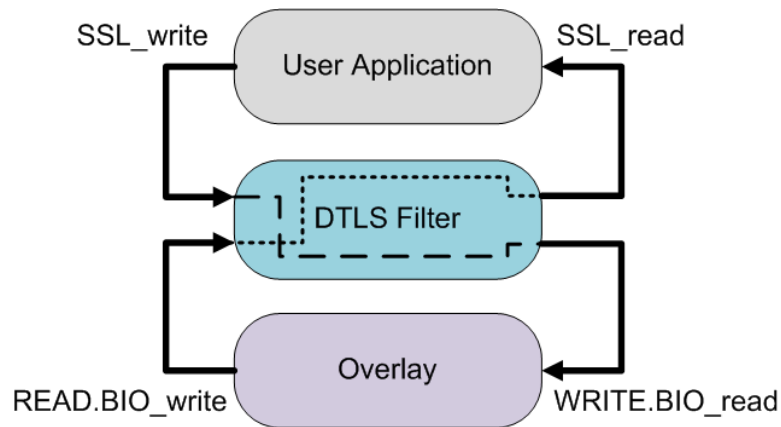 SSL_write
SSL_read
User Application
DTLS Filter
Overlay
READ.BIO_write
WRITE.BIO_read